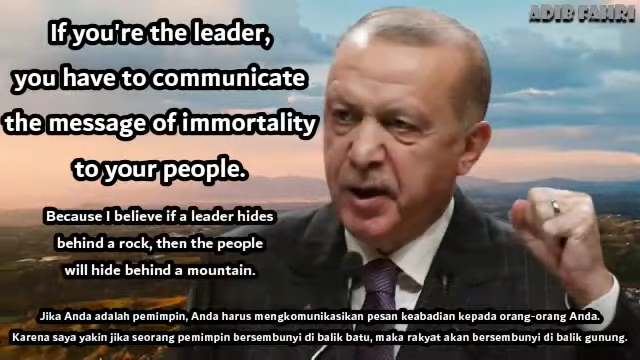 ADIB FAHRI
If you're the leader,
you have to communicate
the message of immortality
to your people.
Because I believe if a leader hides
behind a rock, then the people
will hide behind a mountain.
Jika Anda adalah pemimpin, Anda harus mengkomunikasikan pesan keabadian kepada orang-orang Anda.
Karena saya yakin jika seorang pemimpin bersembunyi di balik batu, maka rakyat akan bersembunyi di balik gunung.